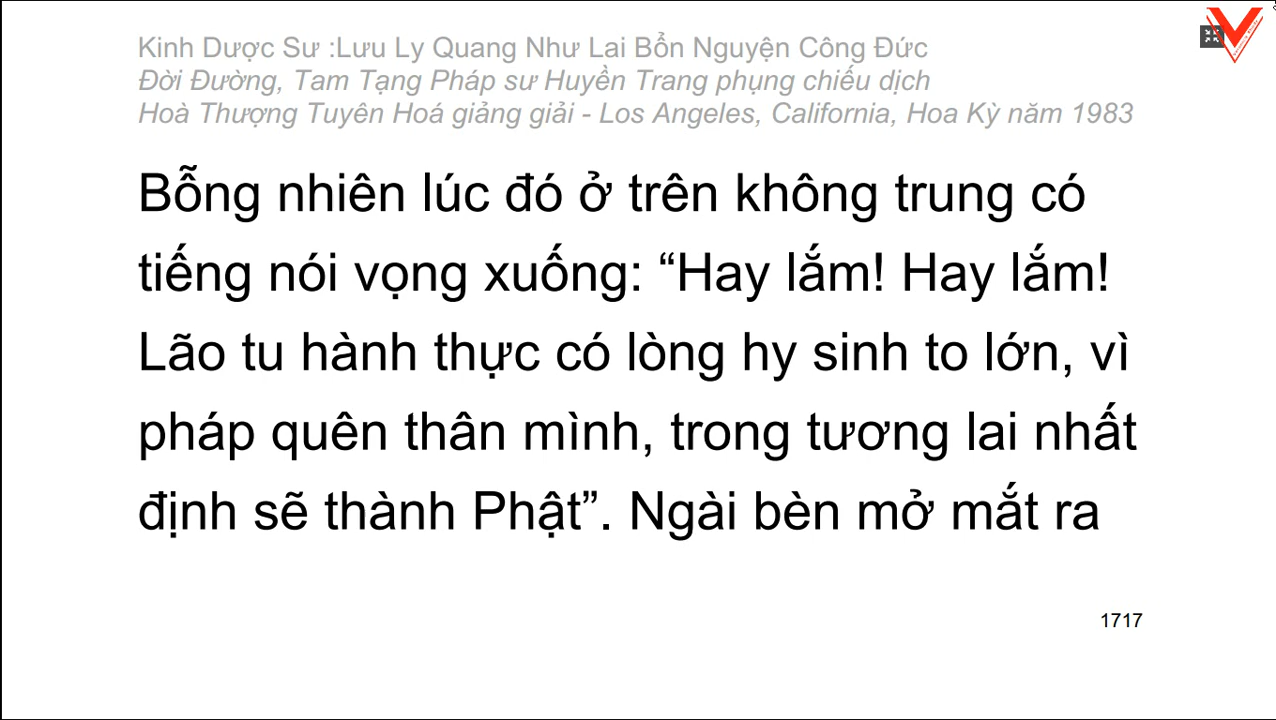 Kinh Dược Sư :Lưu Ly Quang Như Lai Bổn Nguyện Công Đức
Đời Đường, Tam Tạng Pháp sư Huyền Trang phụng chiếu dịch
Hoà Thượng Tuyên Hoá giảng giải - Los Angeles, California, Hoa Kỳ năm 1983
Bỗng nhiên lúc đó ở trên không trung có
tiếng nói vọng xuống: “Hay lắm! Hay lắm!
Lão tu hành thực có lòng hy sinh to lớn, vì
pháp quên thân mình, trong tương lai nhất
định sẽ thành Phật”. Ngài bèn mở mắt ra
1717